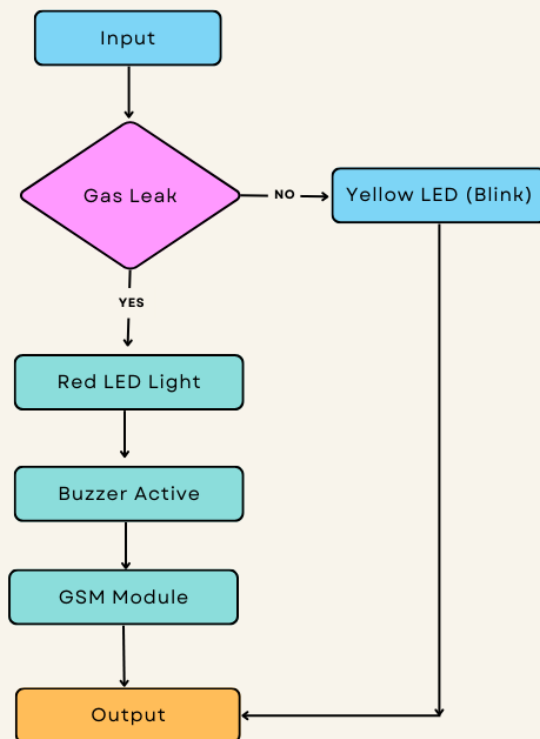 Input
Gas Leak
NO
Yellow LED (Blink)
YES
Red LED Light
Buzzer Active
GSM Module
Output